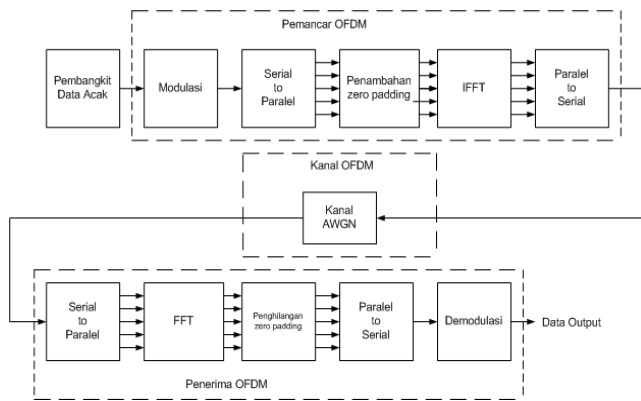 Pemancar OFDM
Pembangkit
Data Acak
Modulasi
Serial
to
Paralel
Penambahan
zero padding
IFFT
Paralel
to
Serial
Kanal OFDM
Kanal
AWGN
Serial
to
Paralel
FFT
Penghilangan
zero padding
Paralel
to
Serial
Demodulasi
Data Output
Penerima OFDM